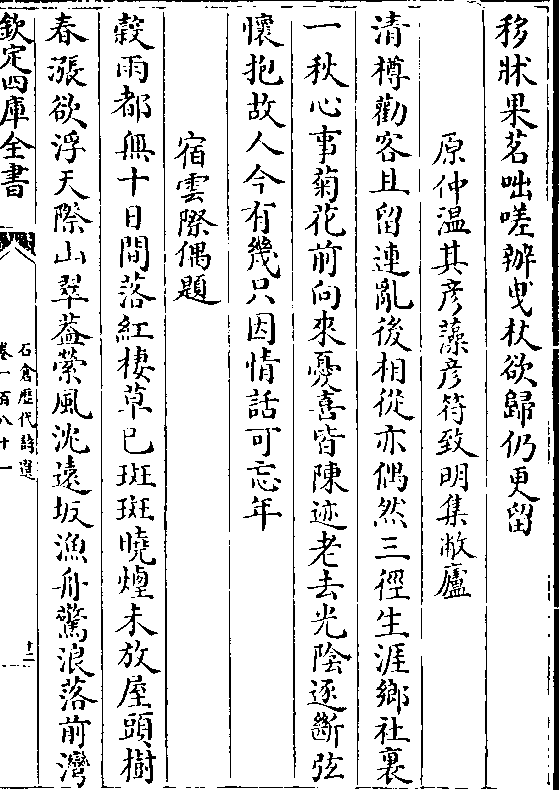 移牀果茗咄嗟辦曵杖欲歸仍更留
原仲温其彦藻彦符致明集敝廬
清樽勸客且留連亂後相從亦偶然三徑生涯鄉社裏
一秋心事菊花前向來憂喜皆陳迹老去光陰逐斷弦
懷抱故人今有幾只因情話可忘年
宿雲際偶題
榖雨都無十日間落紅棲草已斑斑曉煙未放屋頭樹
春漲欲浮天際山翠葢縈風沈遠坂漁舟驚浪落前灣
欽定四庫全書
石倉歴代詩選
卷一百八十一
十二